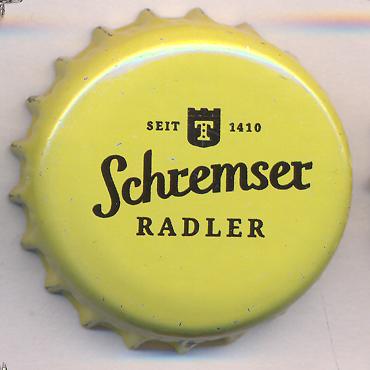 SEIT T 1410
Schremser
RADLER